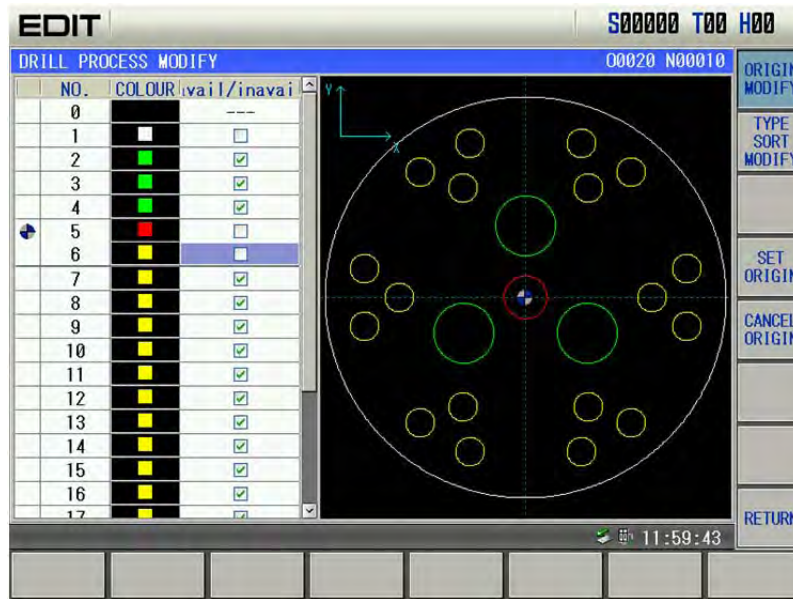 EDIT
S00000 T00 H00
DRILL PROCESS MODIFY
O0020 N00010
NO. COLOUR vail/inavai
0 ---
1
2
3
4
5
6
7
8
9
10
11
12
13
14
15
16
17
Y
X
ORIGIN
MODIFY
TYPE
SORT
MODIFY
SET
ORIGIN
CANCEL
ORIGIN
RETURN
11:59:43